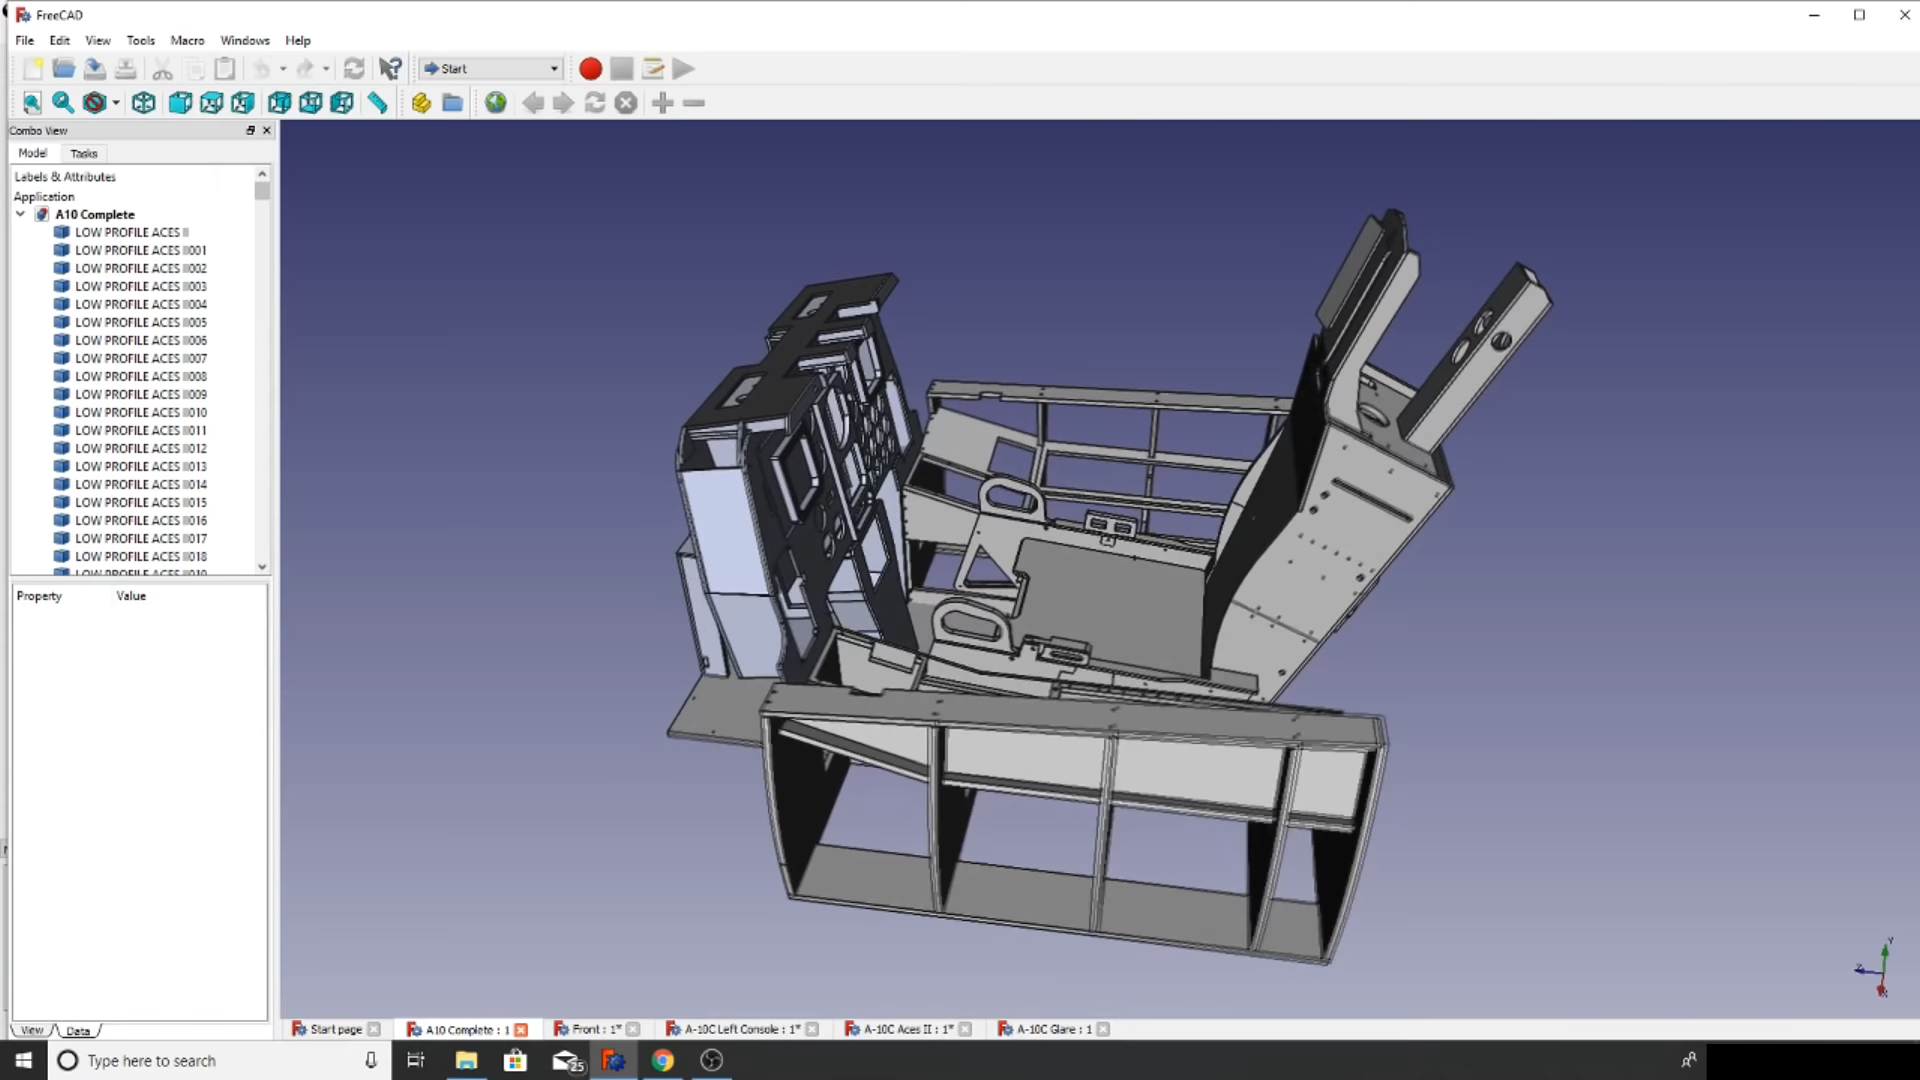 FreeCAD
File Edit View Tools Macro Windows Help
Start
Combo View
Model Tasks
Labels & Attributes
Application
A10 Complete
LOW PROFILE ACES II
LOW PROFILE ACES II001
LOW PROFILE ACES II002
LOW PROFILE ACES II003
LOW PROFILE ACES II004
LOW PROFILE ACES II005
LOW PROFILE ACES II006
LOW PROFILE ACES II007
LOW PROFILE ACES II008
LOW PROFILE ACES II009
LOW PROFILE ACES II010
LOW PROFILE ACES II011
LOW PROFILE ACES II012
LOW PROFILE ACES II013
LOW PROFILE ACES II014
LOW PROFILE ACES II015
LOW PROFILE ACES II016
LOW PROFILE ACES II017
LOW PROFILE ACES II018
LOW PROFILE ACES II019
Property Value
Y
Z
X
View Data
Start page A10 Complete : 1 Front : 1* A-10C Left Console : 1* A-10C Aces II : 1* A-10C Glare : 1
Type here to search
25